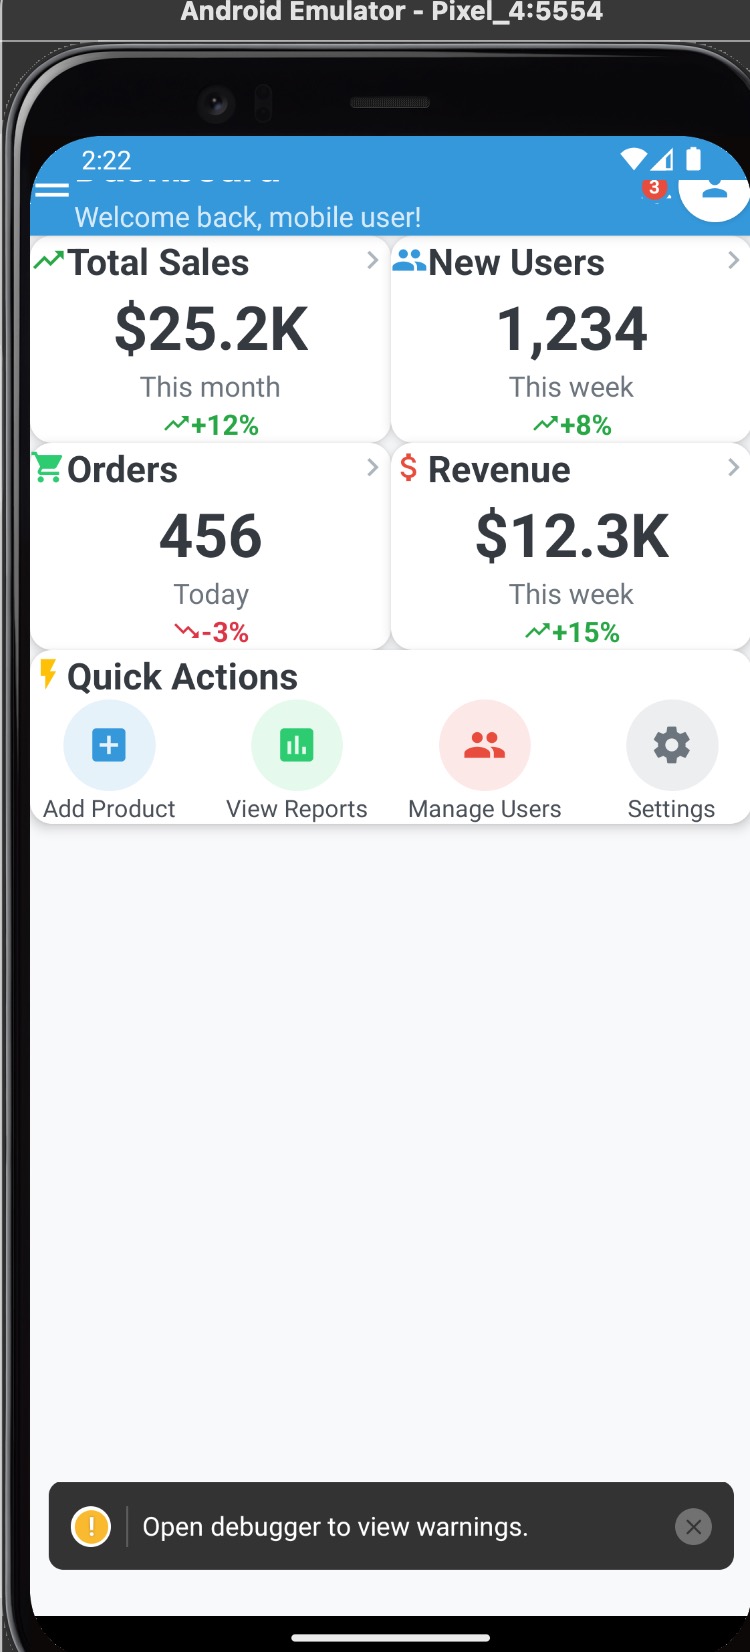 Android Emulator - Pixel_4:5554
2:22
3
Welcome back, mobile user!
Total Sales
New Users
$25.2K
1,234
This month
This week
+12%
+8%
Orders
$ Revenue
456
$12.3K
Today
This week
-3%
+15%
Quick Actions
Add Product View Reports Manage Users Settings
! Open debugger to view warnings.